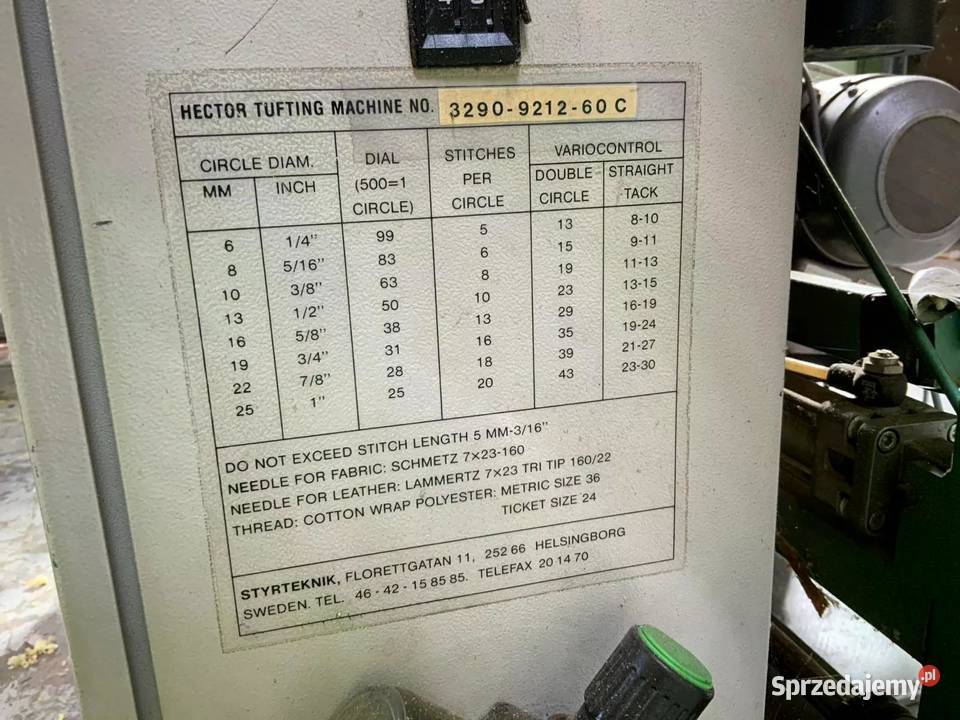 HECTOR TUFTING MACHINE NO. 3290-9212-60 C
CIRCLE DIAM. DIAL STITCHES VARIOCONTROL
MM INCH (500=1 PER DOUBLE STRAIGHT
CIRCLE) CIRCLE CIRCLE TACK
6 1/4" 99 5 13 8-10
8 5/16" 83 6 15 9-11
10 3/8" 63 8 19 11-13
13 1/2" 50 10 23 13-15
16 5/8" 38 13 29 16-19
19 3/4" 31 16 35 19-24
22 7/8" 28 18 39 21-27
25 1" 25 20 43 23-30
DO NOT EXCEED STITCH LENGTH 5 MM-3/16"
NEEDLE FOR FABRIC: SCHMETZ 7×23-160
NEEDLE FOR LEATHER: LAMMERTZ 7×23 TRI TIP 160/22
THREAD: COTTON WRAP POLYESTER: METRIC SIZE 36
TICKET SIZE 24
STYRTEKNIK, FLORETTGATAN 11, 252 66 HELSINGBORG
SWEDEN. TEL. 46 - 42 - 15 85 85. TELEFAX 20 14 70
Sprzedajemy.pl